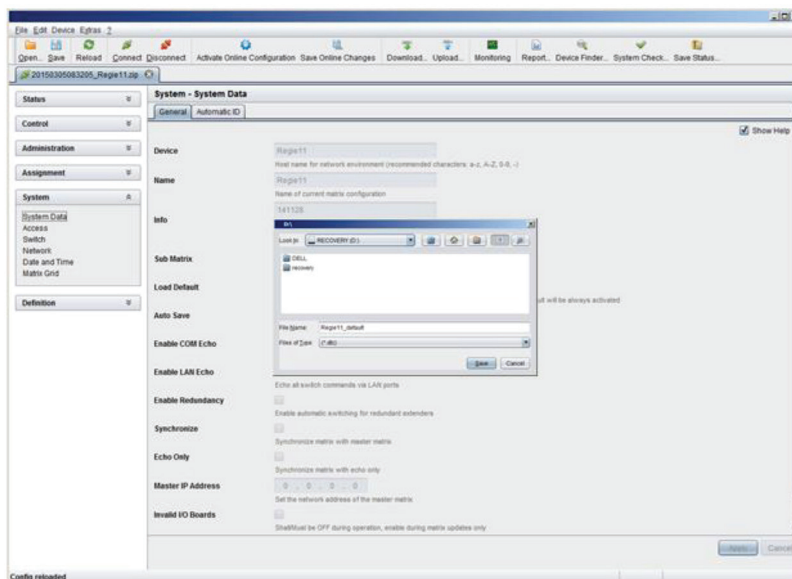 File Edit Device Extras ?
Open... Save Reload Connect Disconnect Activate Online Configuration Save Online Changes Download... Upload... Monitoring Report... Device Finder... System Check... Save Status...
20150305083205_Regie11.zip
Status
Control
Administration
Assignment
System
System Data
Access
Switch
Network
Date and Time
Matrix Grid
Definition
System - System Data
General Automatic ID
Show Help
Device Regie11
Host name for network environment (recommended characters: a-z, A-Z, 0-9, -)
Name Regie11
Name of current matrix configuration
Info 141128
Sub Matrix
Load Default
ult will be always activated
Auto Save
Enable COM Echo
Enable LAN Echo
Echo all switch commands via LAN ports
Enable Redundancy
Enable automatic switching for redundant extenders
Synchronize
Synchronize matrix with master matrix
Echo Only
Synchronize matrix with echo only
Master IP Address 0 . 0 . 0 . 0
Set the network address of the master matrix
Invalid I/O Boards
Shall/Must be OFF during operation, enable during matrix updates only
D:\
Look In: RECOVERY (D:)
DELL
recovery
File Name: Regie11_default
Files of Type: (*.dtc)
Save Cancel
Apply Cancel
Config reloaded